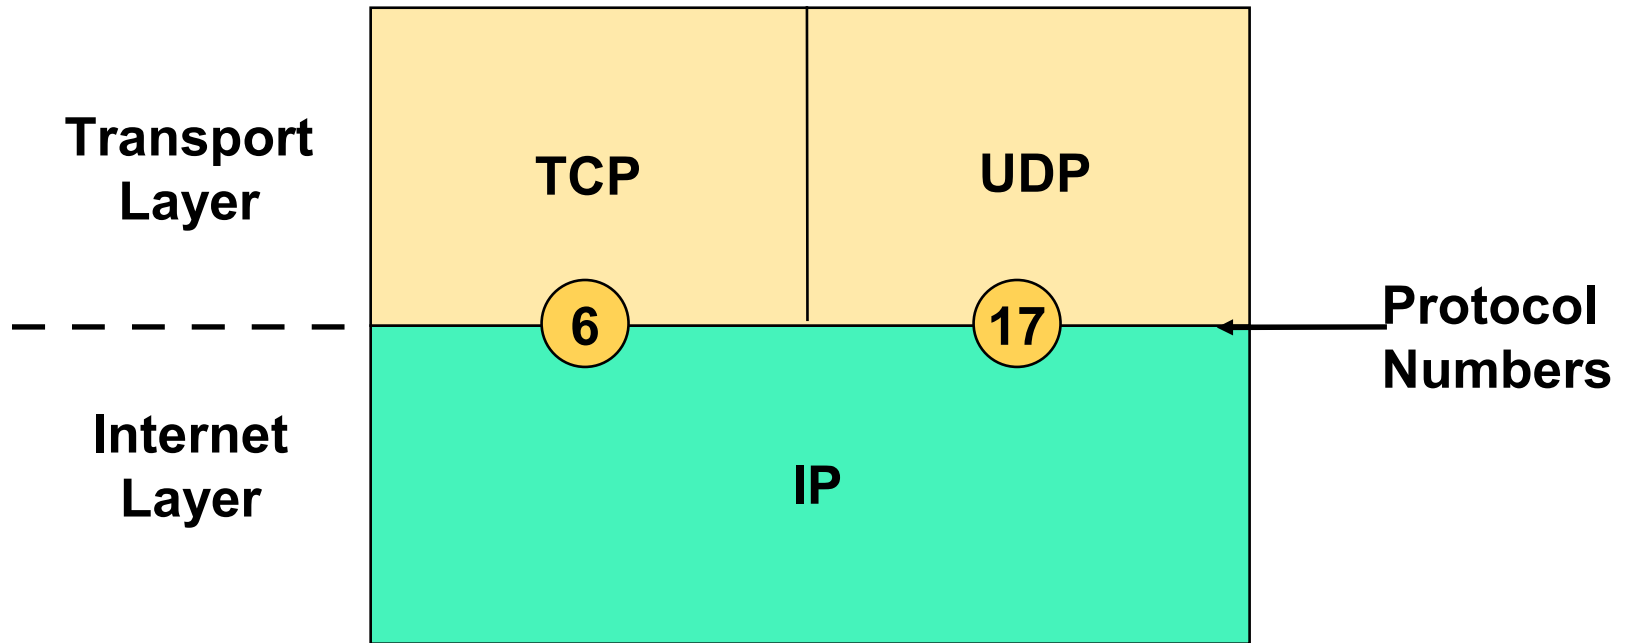 Transport
Layer
TCP
UDP
6
17
Protocol
Numbers
Internet
Layer
IP